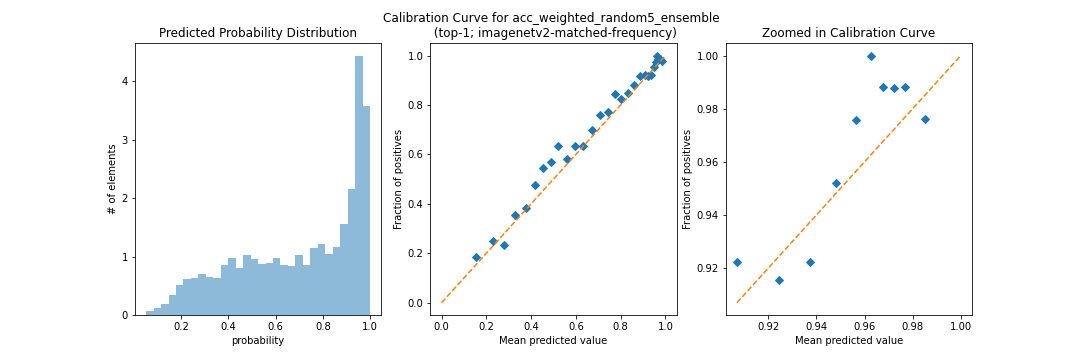 Calibration Curve for acc_weighted_random5_ensemble
(top-1; imagenetv2-matched-frequency)
Predicted Probability Distribution
# of elements
4
3
2
1
0
0.2 0.4 0.6 0.8 1.0
probability
Fraction of positives
1.0
0.8
0.6
0.4
0.2
0.0
0.0 0.2 0.4 0.6 0.8 1.0
Mean predicted value
Zoomed in Calibration Curve
Fraction of positives
1.00
0.98
0.96
0.94
0.92
0.92 0.94 0.96 0.98 1.00
Mean predicted value